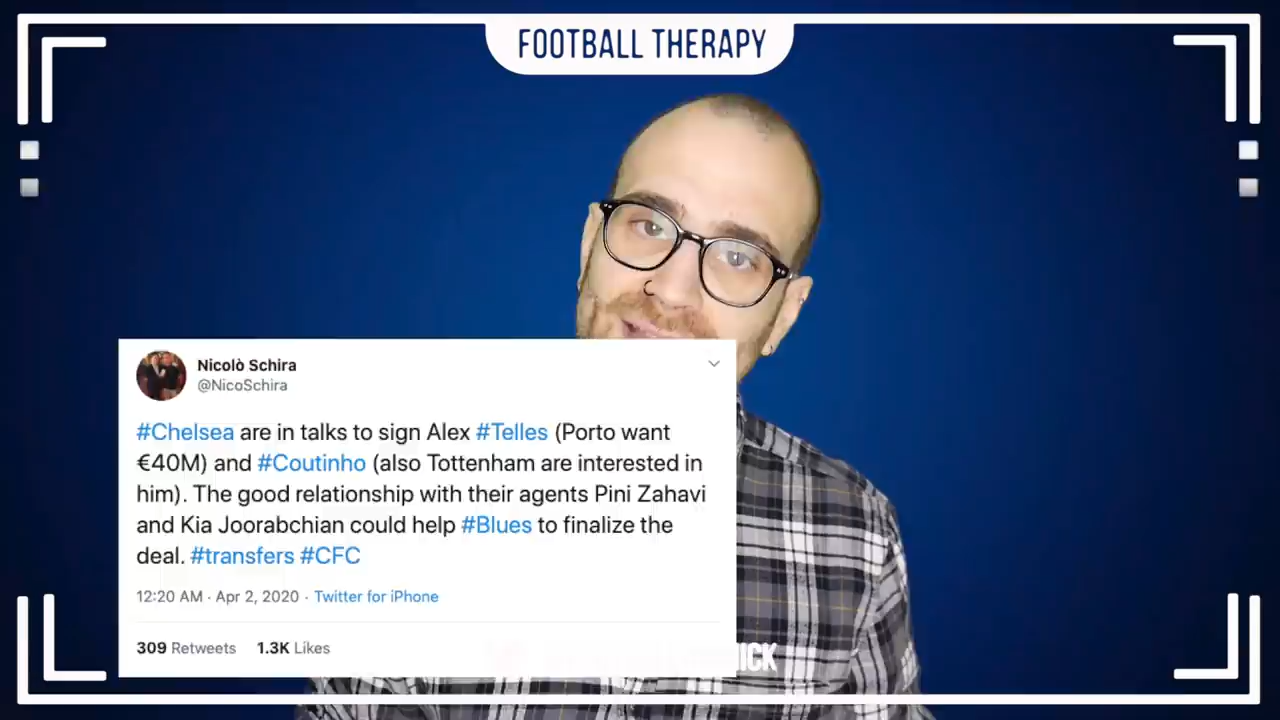 FOOTBALL THERAPY
Nicolò Schira
@NicoSchira
#Chelsea are in talks to sign Alex #Telles (Porto want
€40M) and #Coutinho (also Tottenham are interested in
him). The good relationship with their agents Pini Zahavi
and Kia Joorabchian could help #Blues to finalize the
deal. #transfers #CFC
12:20 AM · Apr 2, 2020 · Twitter for iPhone
309 Retweets 1.3K Likes